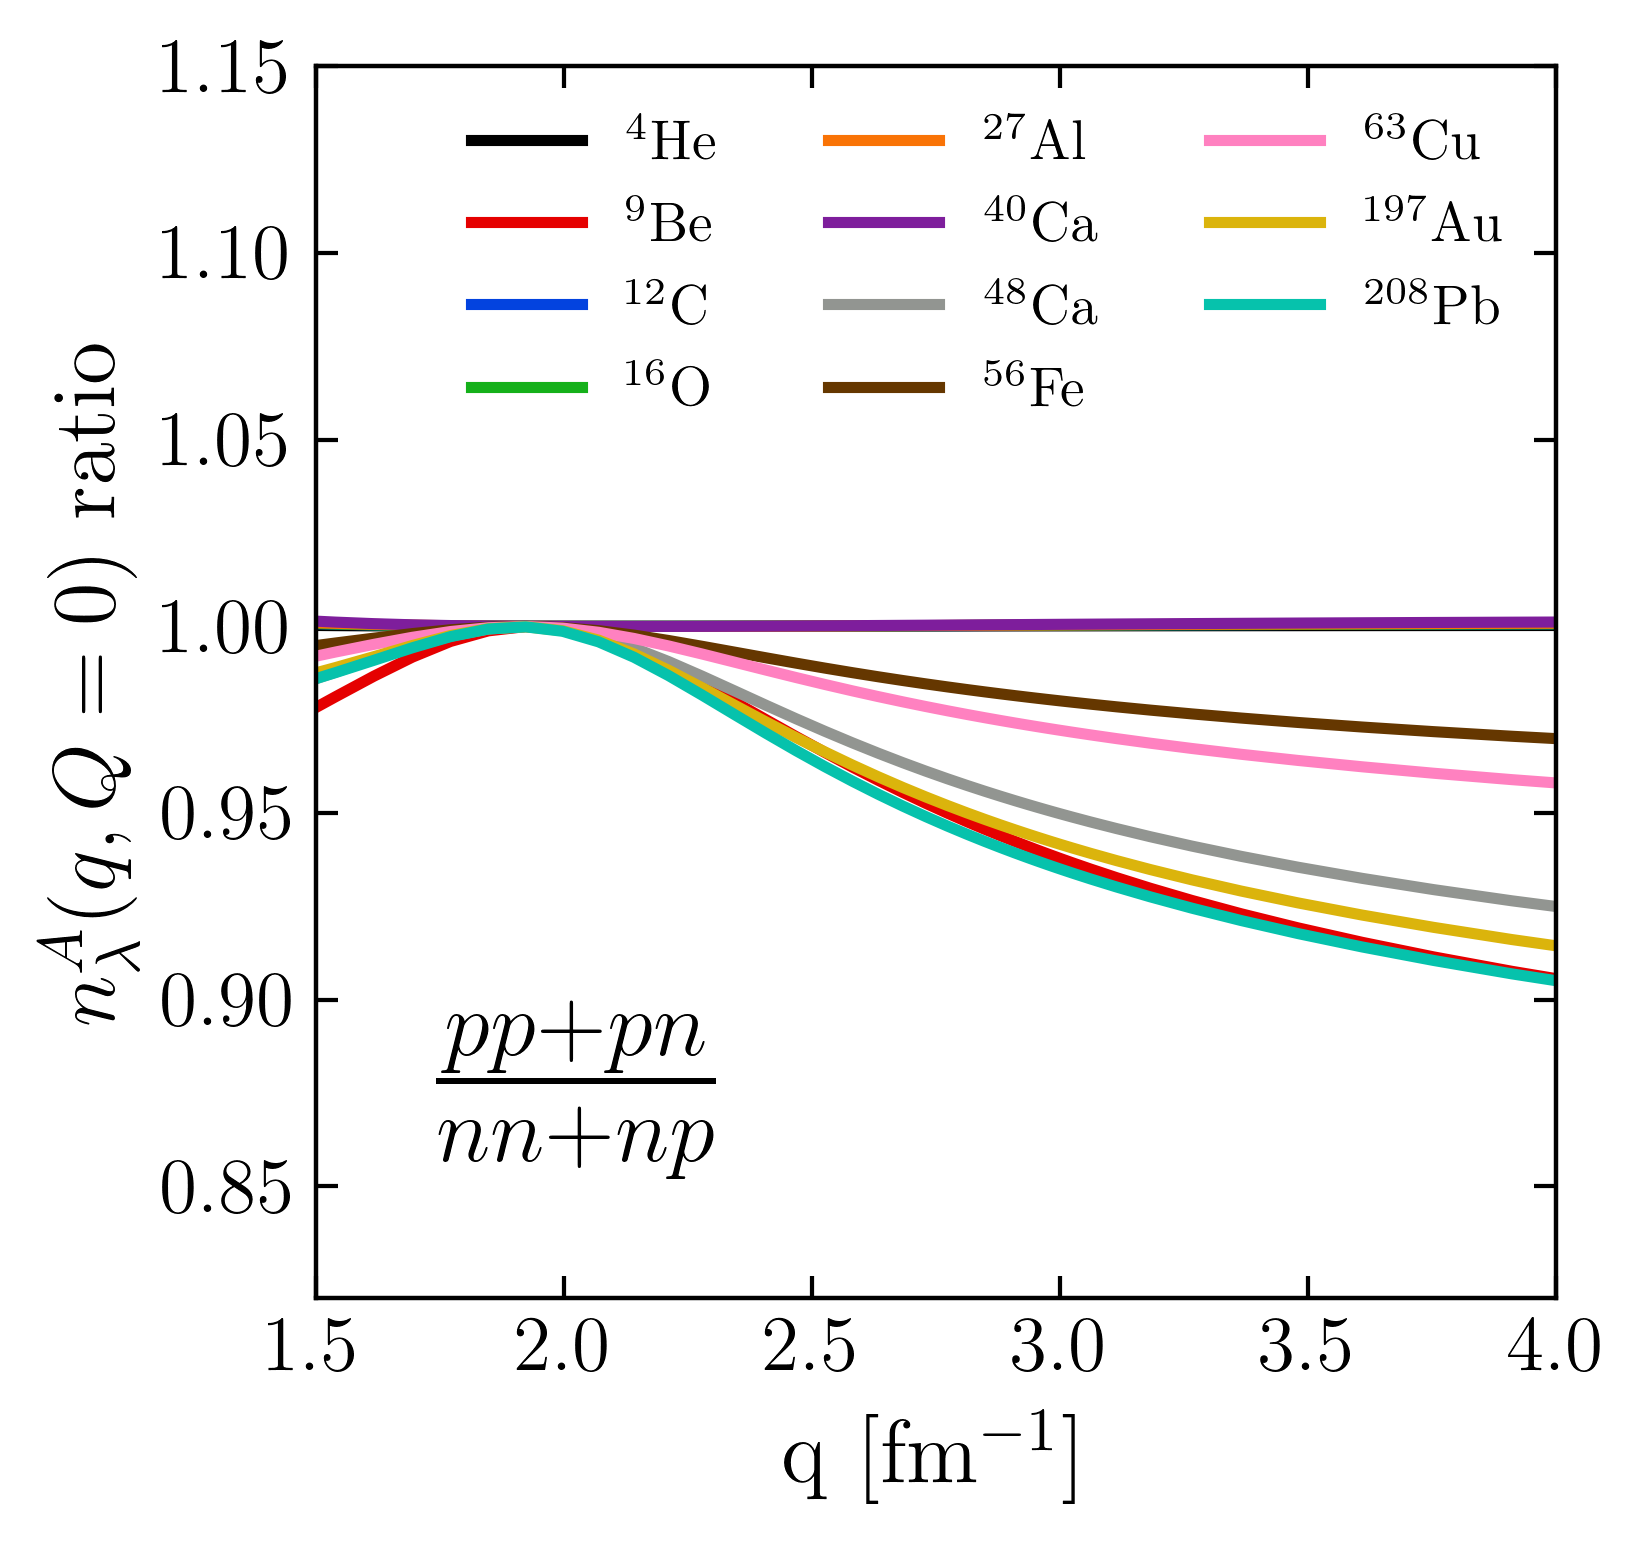 1.15
1.10
1.05
1.00
0.95
0.90
0.85
n_λ^A(q, Q = 0) ratio
⁴He
⁹Be
¹²C
¹⁶O
²⁷Al
⁴⁰Ca
⁴⁸Ca
⁵⁶Fe
⁶³Cu
¹⁹⁷Au
²⁰⁸Pb
pp+pn
nn+np
1.5 2.0 2.5 3.0 3.5 4.0
q [fm⁻¹]